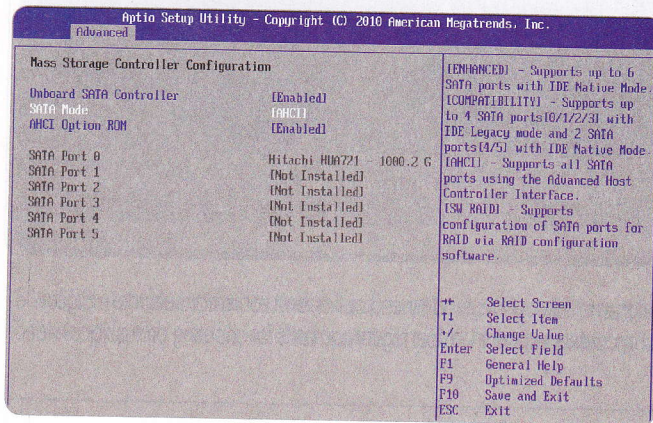 Aptio Setup Utility - Copyright (C) 2010 American Megatrends, Inc.
Advanced
Mass Storage Controller Configuration
Onboard SATA Controller [Enabled]
SATA Mode [AHCI]
AHCI Option ROM [Enabled]
SATA Port 0 Hitachi HUA721 - 1000.2 G
SATA Port 1 [Not Installed]
SATA Port 2 [Not Installed]
SATA Port 3 [Not Installed]
SATA Port 4 [Not Installed]
SATA Port 5 [Not Installed]
[ENHANCED] - Supports up to 6
SATA ports with IDE Native Mode.
[COMPATIBILITY] - Supports up
to 4 SATA ports[0/1/2/3] with
IDE Legacy mode and 2 SATA
ports[4/5] with IDE Native Mode.
[AHCI] - Supports all SATA
ports using the Advanced Host
Controller Interface.
[SW RAID] - Supports
configuration of SATA ports for
RAID via RAID configuration
software.
→← Select Screen
↑↓ Select Item
+/- Change Value
Enter Select Field
F1 General Help
F9 Optimized Defaults
F10 Save and Exit
ESC Exit